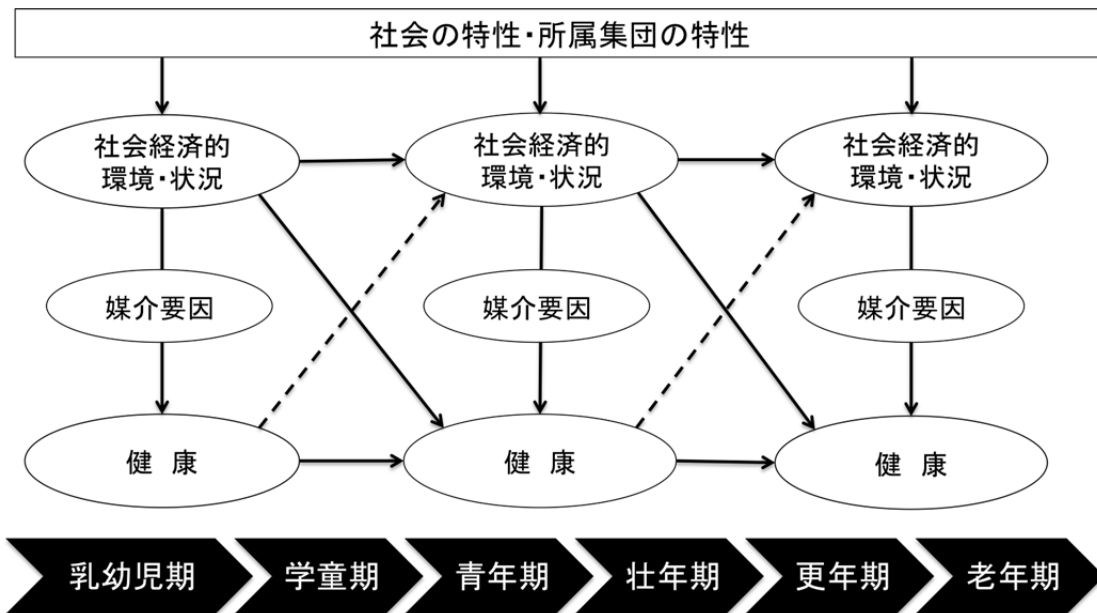 社会の特性・所属集団の特性
社会経済的
環境・状況
社会経済的
環境・状況
社会経済的
環境・状況
媒介要因
媒介要因
媒介要因
健 康
健 康
健 康
乳幼児期
学童期
青年期
壮年期
更年期
老年期